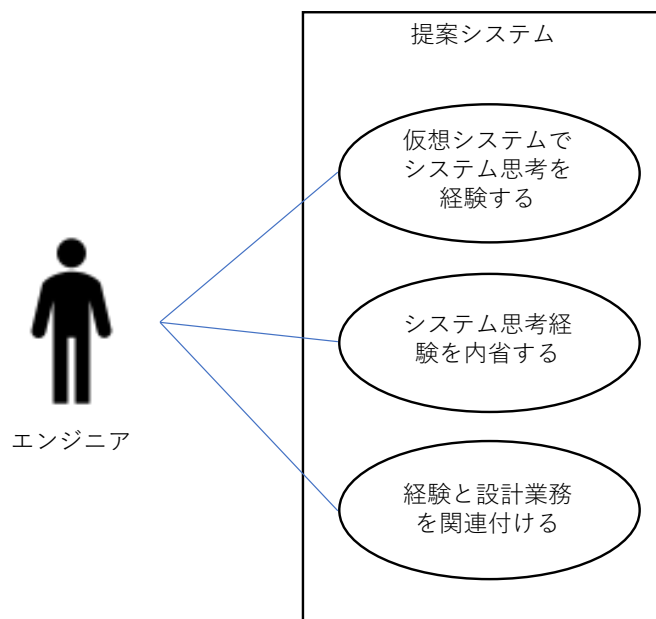 提案システム
仮想システムで
システム思考を
経験する
システム思考経
験を内省する
エンジニア
経験と設計業務
を関連付ける